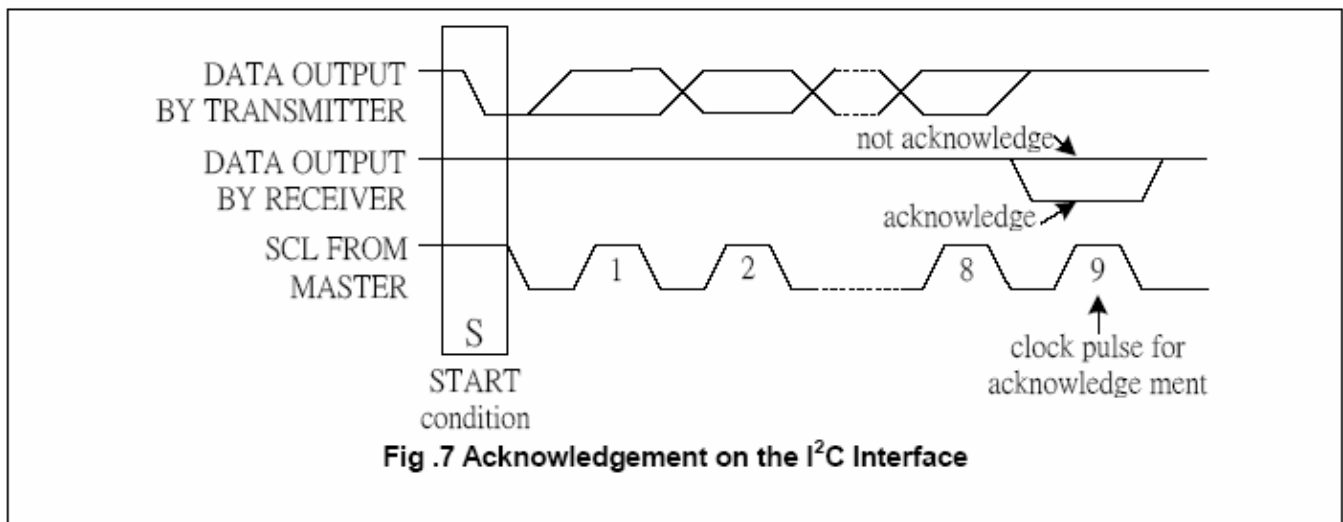 DATA OUTPUT
BY TRANSMITTER
not acknowledge
DATA OUTPUT
BY RECEIVER
acknowledge
SCL FROM
MASTER
1
2
8
9
S
START
condition
clock pulse for
acknowledge ment
Fig .7 Acknowledgement on the I²C Interface